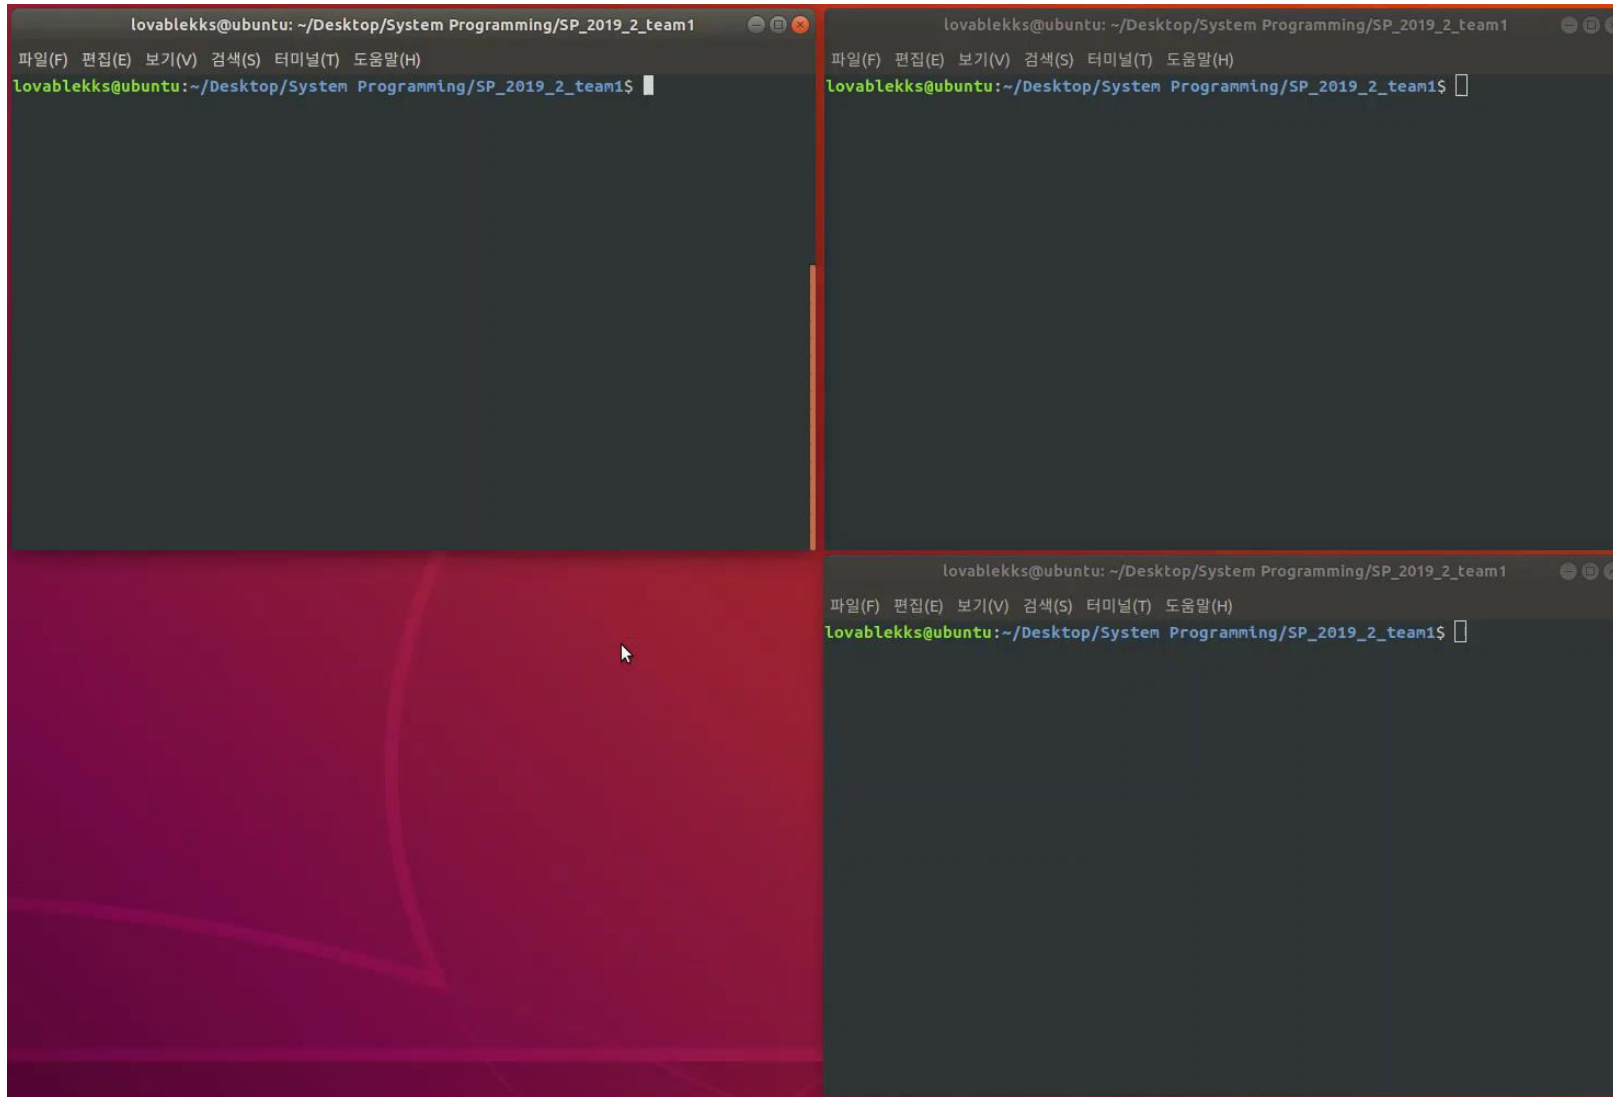 lovablekks@ubuntu: ~/Desktop/System Programming/SP_2019_2_team1
파일(F) 편집(E) 보기(V) 검색(S) 터미널(T) 도움말(H)
lovablekks@ubuntu:~/Desktop/System Programming/SP_2019_2_team1$
lovablekks@ubuntu: ~/Desktop/System Programming/SP_2019_2_team1
파일(F) 편집(E) 보기(V) 검색(S) 터미널(T) 도움말(H)
lovablekks@ubuntu:~/Desktop/System Programming/SP_2019_2_team1$
lovablekks@ubuntu: ~/Desktop/System Programming/SP_2019_2_team1
파일(F) 편집(E) 보기(V) 검색(S) 터미널(T) 도움말(H)
lovablekks@ubuntu:~/Desktop/System Programming/SP_2019_2_team1$